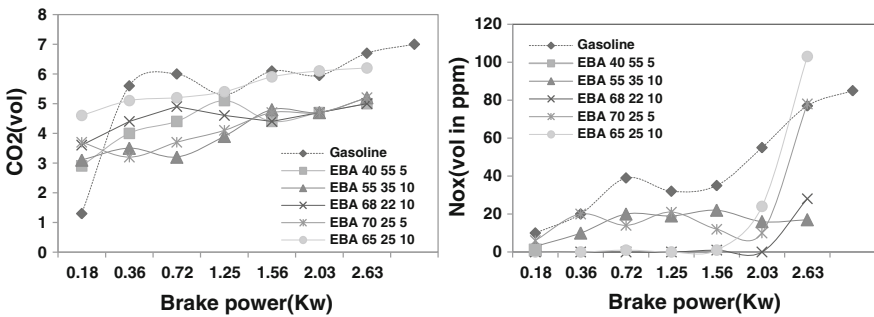 8
7
6
5
4
3
2
1
0
CO2(vol)
Gasoline
EBA 40 55 5
EBA 55 35 10
EBA 68 22 10
EBA 70 25 5
EBA 65 25 10
0.18 0.36 0.72 1.25 1.56 2.03 2.63
Brake power(Kw)
120
100
80
60
40
20
0
Nox(vol in ppm)
Gasoline
EBA 40 55 5
EBA 55 35 10
EBA 68 22 10
EBA 70 25 5
EBA 65 25 10
0.18 0.36 0.72 1.25 1.56 2.03 2.63
Brake power(Kw)